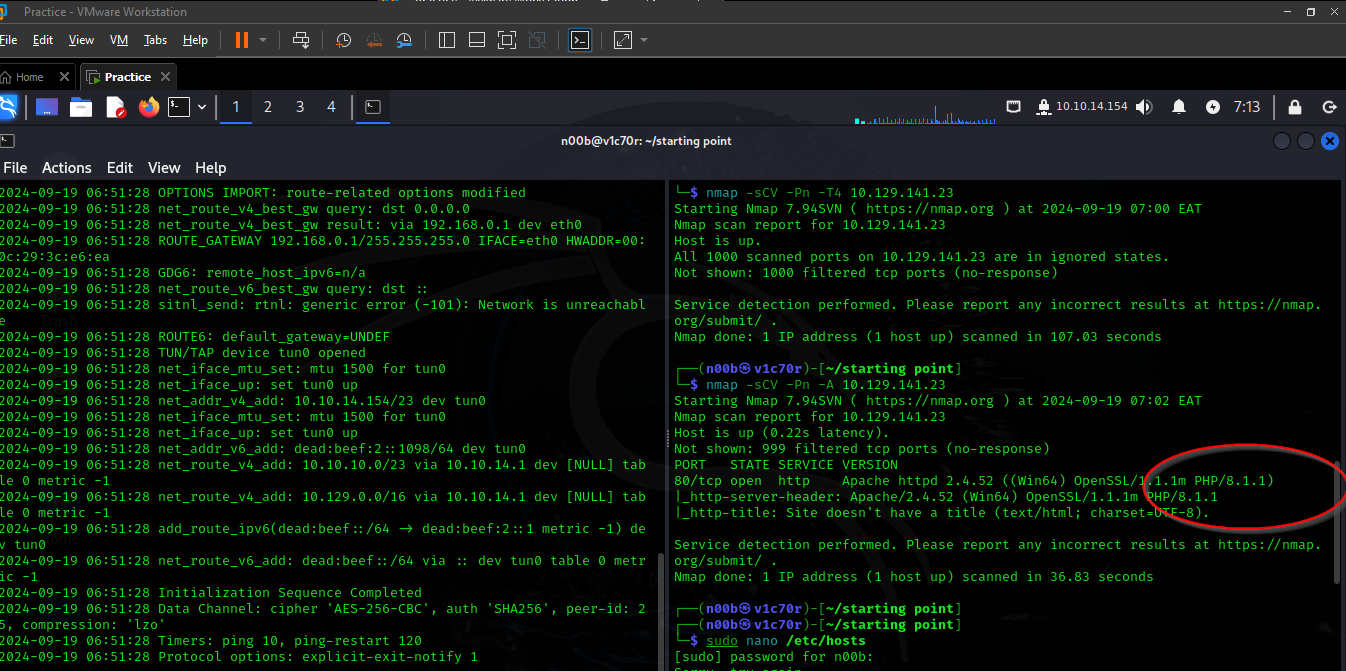 Practice - VMware Workstation
File Edit View VM Tabs Help
Home
Practice
1 2 3 4
10.10.14.154
7:13
n00b@v1c70r: ~/starting point
File Actions Edit View Help
2024-09-19 06:51:28 OPTIONS IMPORT: route-related options modified
2024-09-19 06:51:28 net_route_v4_best_gw query: dst 0.0.0.0
2024-09-19 06:51:28 net_route_v4_best_gw result: via 192.168.0.1 dev eth0
2024-09-19 06:51:28 ROUTE_GATEWAY 192.168.0.1/255.255.255.0 IFACE=eth0 HWADDR=00:
0c:29:3c:e6:ea
2024-09-19 06:51:28 GDG6: remote_host_ipv6=n/a
2024-09-19 06:51:28 net_route_v6_best_gw query: dst ::
2024-09-19 06:51:28 sitnl_send: rtnl: generic error (-101): Network is unreachabl
e
2024-09-19 06:51:28 ROUTE6: default_gateway=UNDEF
2024-09-19 06:51:28 TUN/TAP device tun0 opened
2024-09-19 06:51:28 net_iface_mtu_set: mtu 1500 for tun0
2024-09-19 06:51:28 net_iface_up: set tun0 up
2024-09-19 06:51:28 net_addr_v4_add: 10.10.14.154/23 dev tun0
2024-09-19 06:51:28 net_iface_mtu_set: mtu 1500 for tun0
2024-09-19 06:51:28 net_iface_up: set tun0 up
2024-09-19 06:51:28 net_addr_v6_add: dead:beef:2::1098/64 dev tun0
2024-09-19 06:51:28 net_route_v4_add: 10.10.10.0/23 via 10.10.14.1 dev [NULL] tab
le 0 metric -1
2024-09-19 06:51:28 net_route_v4_add: 10.129.0.0/16 via 10.10.14.1 dev [NULL] tab
le 0 metric -1
2024-09-19 06:51:28 add_route_ipv6(dead:beef::/64 → dead:beef:2::1 metric -1) de
v tun0
2024-09-19 06:51:28 net_route_v6_add: dead:beef::/64 via :: dev tun0 table 0 metr
ic -1
2024-09-19 06:51:28 Initialization Sequence Completed
2024-09-19 06:51:28 Data Channel: cipher 'AES-256-CBC', auth 'SHA256', peer-id: 2
5, compression: 'lzo'
2024-09-19 06:51:28 Timers: ping 10, ping-restart 120
2024-09-19 06:51:28 Protocol options: explicit-exit-notify 1
└─$ nmap -sCV -Pn -T4 10.129.141.23
Starting Nmap 7.94SVN ( https://nmap.org ) at 2024-09-19 07:00 EAT
Nmap scan report for 10.129.141.23
Host is up.
All 1000 scanned ports on 10.129.141.23 are in ignored states.
Not shown: 1000 filtered tcp ports (no-response)
Service detection performed. Please report any incorrect results at https://nmap.
org/submit/ .
Nmap done: 1 IP address (1 host up) scanned in 107.03 seconds
┌──(n00b㉿v1c70r)-[~/starting point]
└─$ nmap -sCV -Pn -A 10.129.141.23
Starting Nmap 7.94SVN ( https://nmap.org ) at 2024-09-19 07:02 EAT
Nmap scan report for 10.129.141.23
Host is up (0.22s latency).
Not shown: 999 filtered tcp ports (no-response)
PORT STATE SERVICE VERSION
80/tcp open http Apache httpd 2.4.52 ((Win64) OpenSSL/1.1.1m PHP/8.1.1)
|_http-server-header: Apache/2.4.52 (Win64) OpenSSL/1.1.1m PHP/8.1.1
|_http-title: Site doesn't have a title (text/html; charset=UTF-8).
Service detection performed. Please report any incorrect results at https://nmap.
org/submit/ .
Nmap done: 1 IP address (1 host up) scanned in 36.83 seconds
┌──(n00b㉿v1c70r)-[~/starting point]
┌──(n00b㉿v1c70r)-[~/starting point]
└─$ sudo nano /etc/hosts
[sudo] password for n00b: